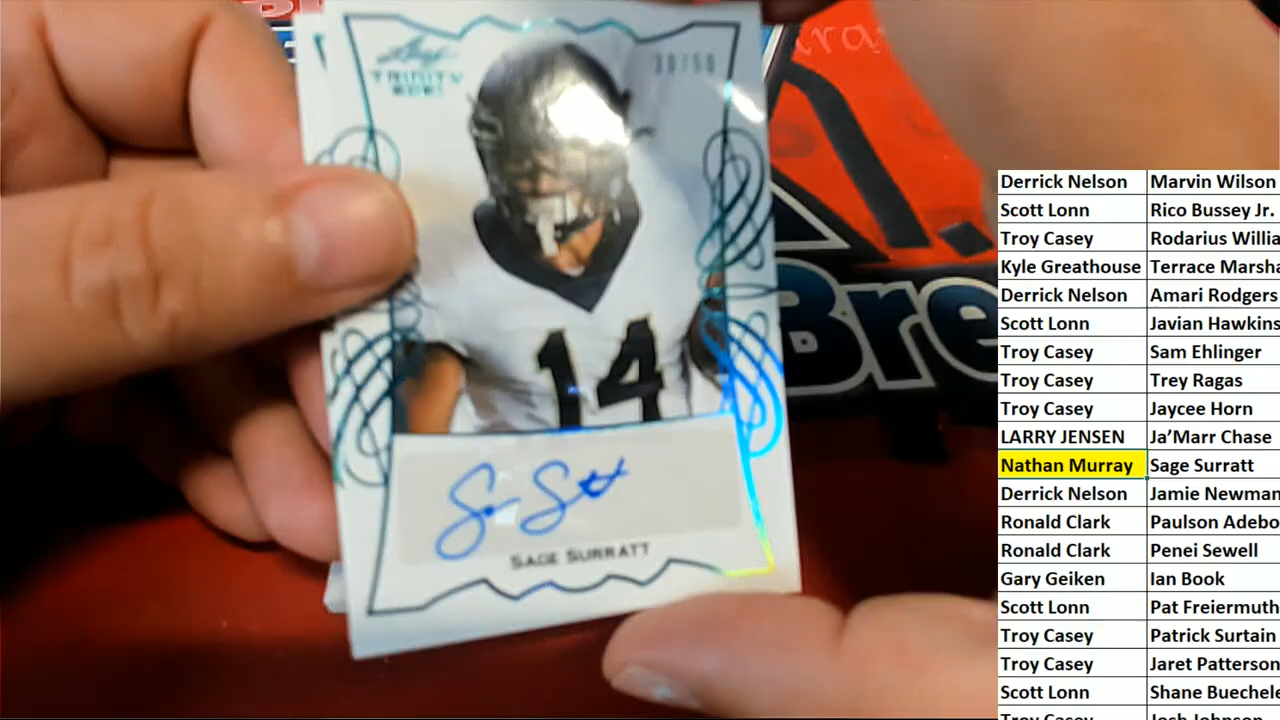 Leaf
TRINITY
30/50
14
SAGE SURRATT
Bre
Derrick Nelson Marvin Wilson
Scott Lonn Rico Bussey Jr.
Troy Casey Rodarius Willia
Kyle Greathouse Terrace Marsha
Derrick Nelson Amari Rodgers
Scott Lonn Javian Hawkins
Troy Casey Sam Ehlinger
Troy Casey Trey Ragas
Troy Casey Jaycee Horn
LARRY JENSEN Ja’Marr Chase
Nathan Murray Sage Surratt
Derrick Nelson Jamie Newman
Ronald Clark Paulson Adebo
Ronald Clark Penei Sewell
Gary Geiken Ian Book
Scott Lonn Pat Freiermuth
Troy Casey Patrick Surtain
Troy Casey Jaret Patterson
Scott Lonn Shane Buechele
Troy Casey Josh Johnson